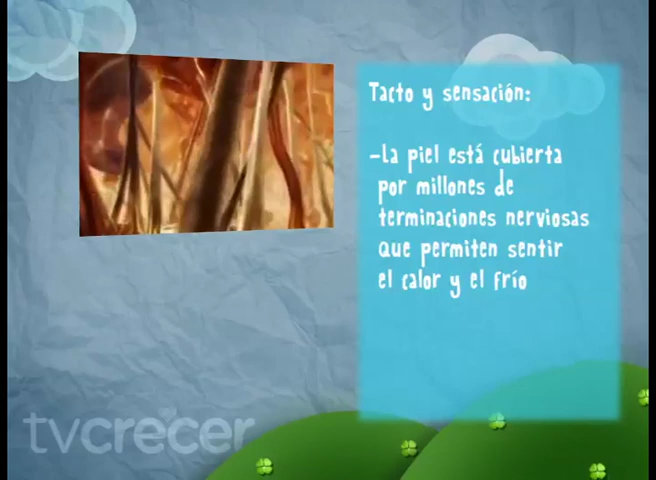 Tacto y sensación:
-La piel está cubierta
por millones de
terminaciones nerviosas
que permiten sentir
el calor y el frío
tvcrecer